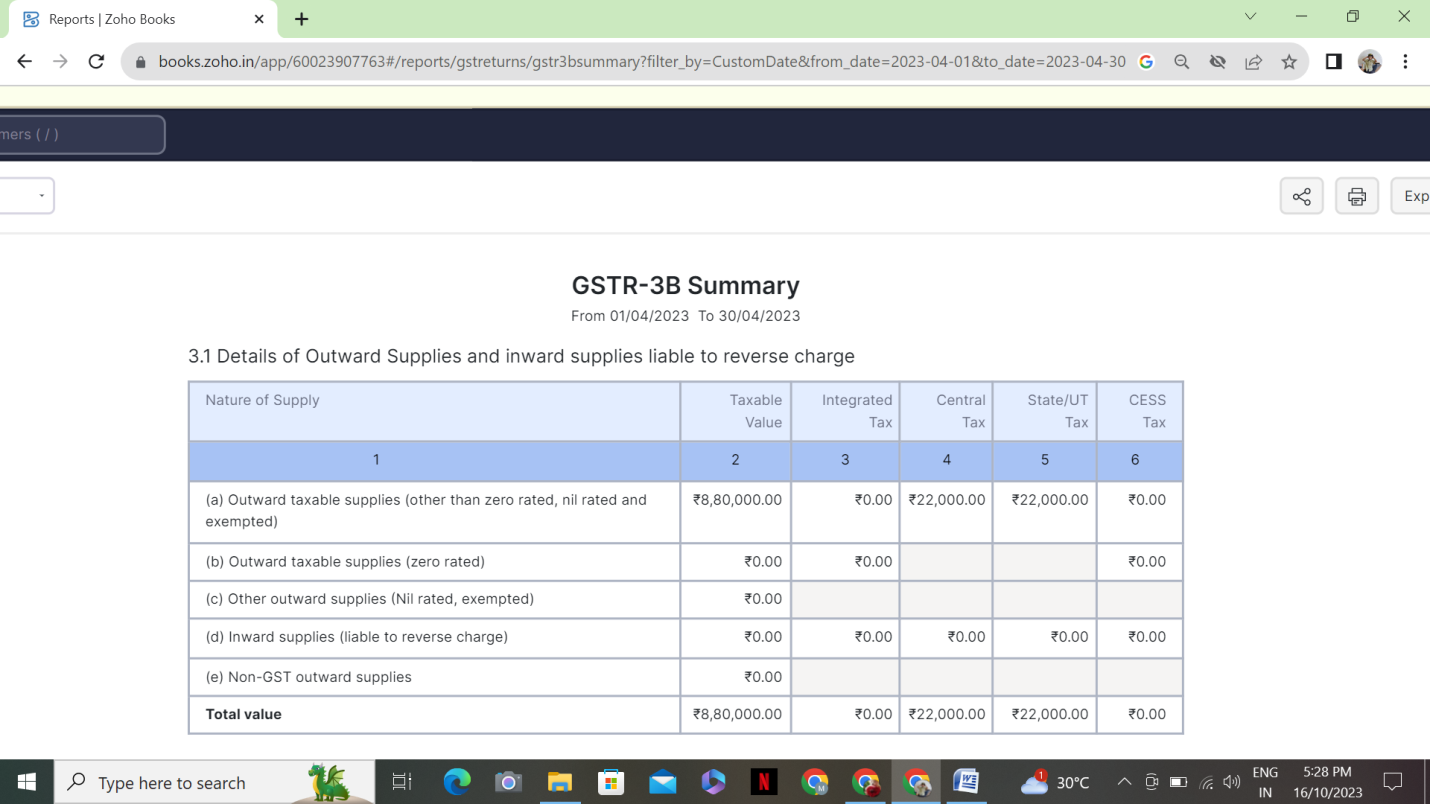 Reports | Zoho Books
books.zoho.in/app/60023907763#/reports/gstreturns/gstr3bsummary?filter_by=CustomDate&from_date=2023-04-01&to_date=2023-04-30
mers ( / )
Exp
GSTR-3B Summary
From 01/04/2023 To 30/04/2023
3.1 Details of Outward Supplies and inward supplies liable to reverse charge
Nature of Supply Taxable Value Integrated Tax Central Tax State/UT Tax CESS Tax
1 2 3 4 5 6
(a) Outward taxable supplies (other than zero rated, nil rated and exempted) ₹8,80,000.00 ₹0.00 ₹22,000.00 ₹22,000.00 ₹0.00
(b) Outward taxable supplies (zero rated) ₹0.00 ₹0.00 ₹0.00
(c) Other outward supplies (Nil rated, exempted) ₹0.00
(d) Inward supplies (liable to reverse charge) ₹0.00 ₹0.00 ₹0.00 ₹0.00 ₹0.00
(e) Non-GST outward supplies ₹0.00
Total value ₹8,80,000.00 ₹0.00 ₹22,000.00 ₹22,000.00 ₹0.00
Type here to search
1
30°C
ENG
IN
5:28 PM
16/10/2023